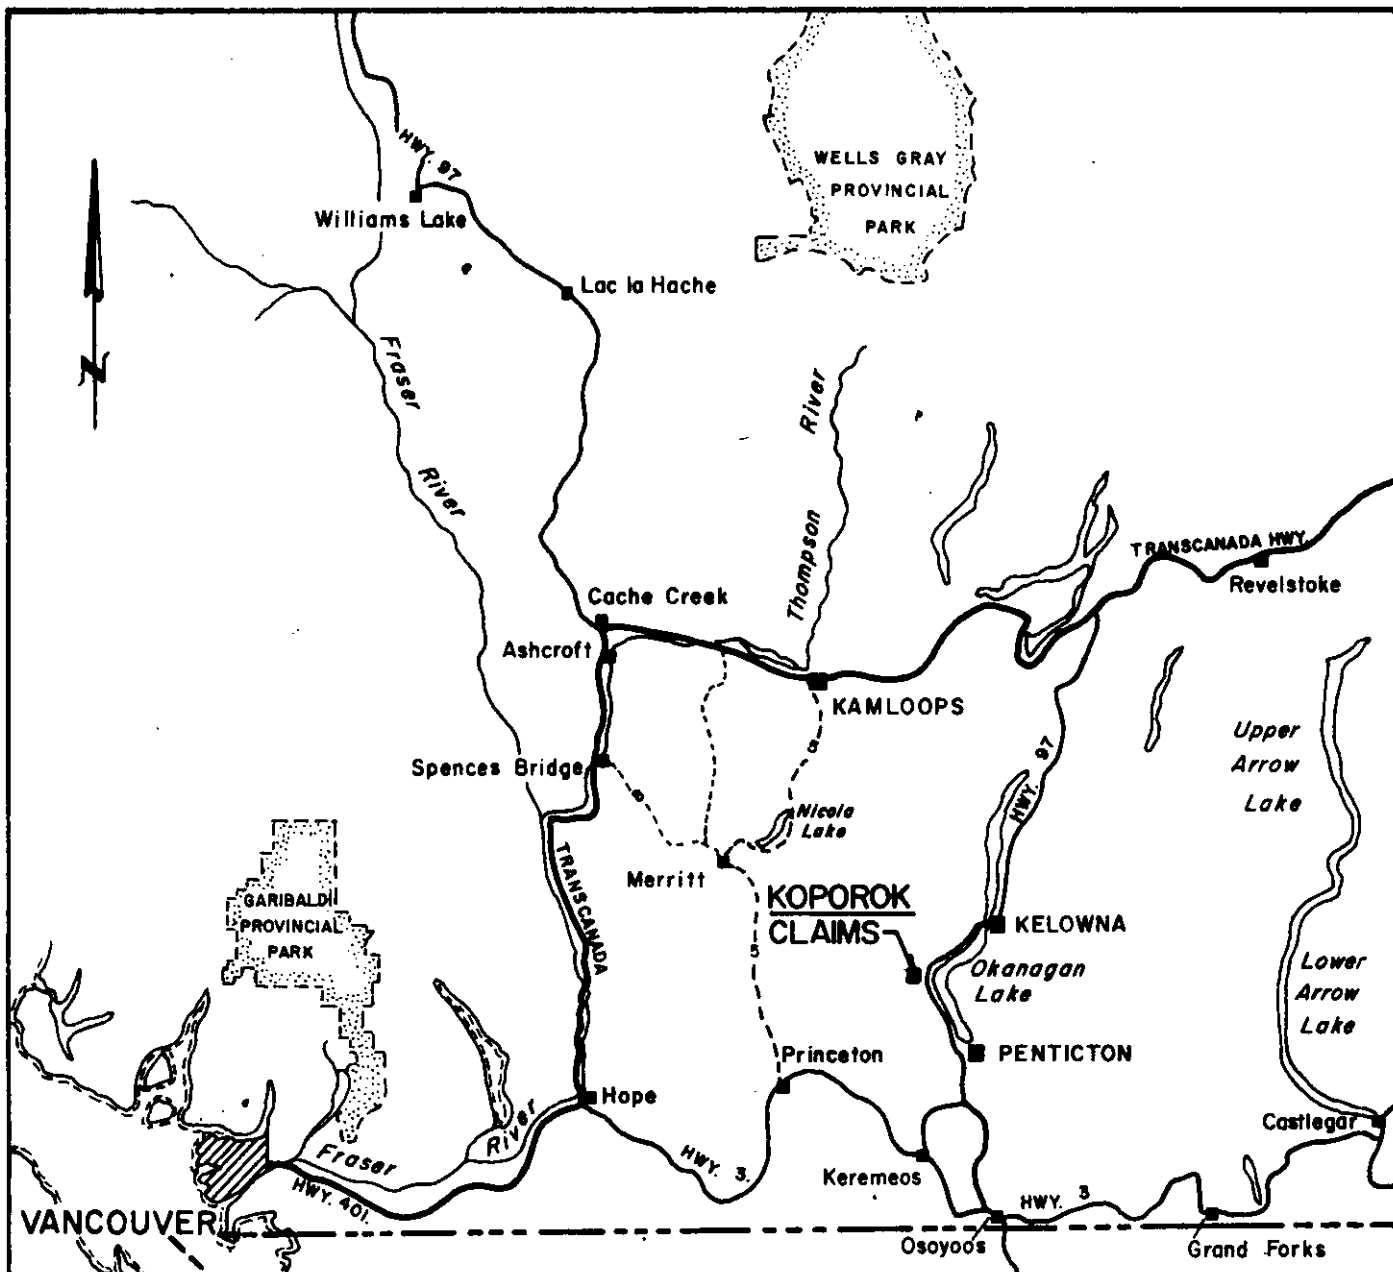 HWY. 97
WELLS GRAY
PROVINCIAL
PARK
Williams Lake
N
Lac la Hache
Fraser
River
Thompson
River
TRANSCANADA HWY.
Revelstoke
Cache Creek
Ashcroft
KAMLOOPS
Spences Bridge
8
5
Nicola
Lake
Merritt
HWY. 97
Upper
Arrow
Lake
TRANSCANADA
GARIBALDI
PROVINCIAL
PARK
KOPOROK
CLAIMS
5
KELOWNA
Okanagan
Lake
Lower
Arrow
Lake
PENTICTON
Princeton
Hope
Fraser
River
HWY. 401.
HWY. 3.
Keremeos
Castlegar
HWY. 3
VANCOUVER
Osoyoos
Grand Forks